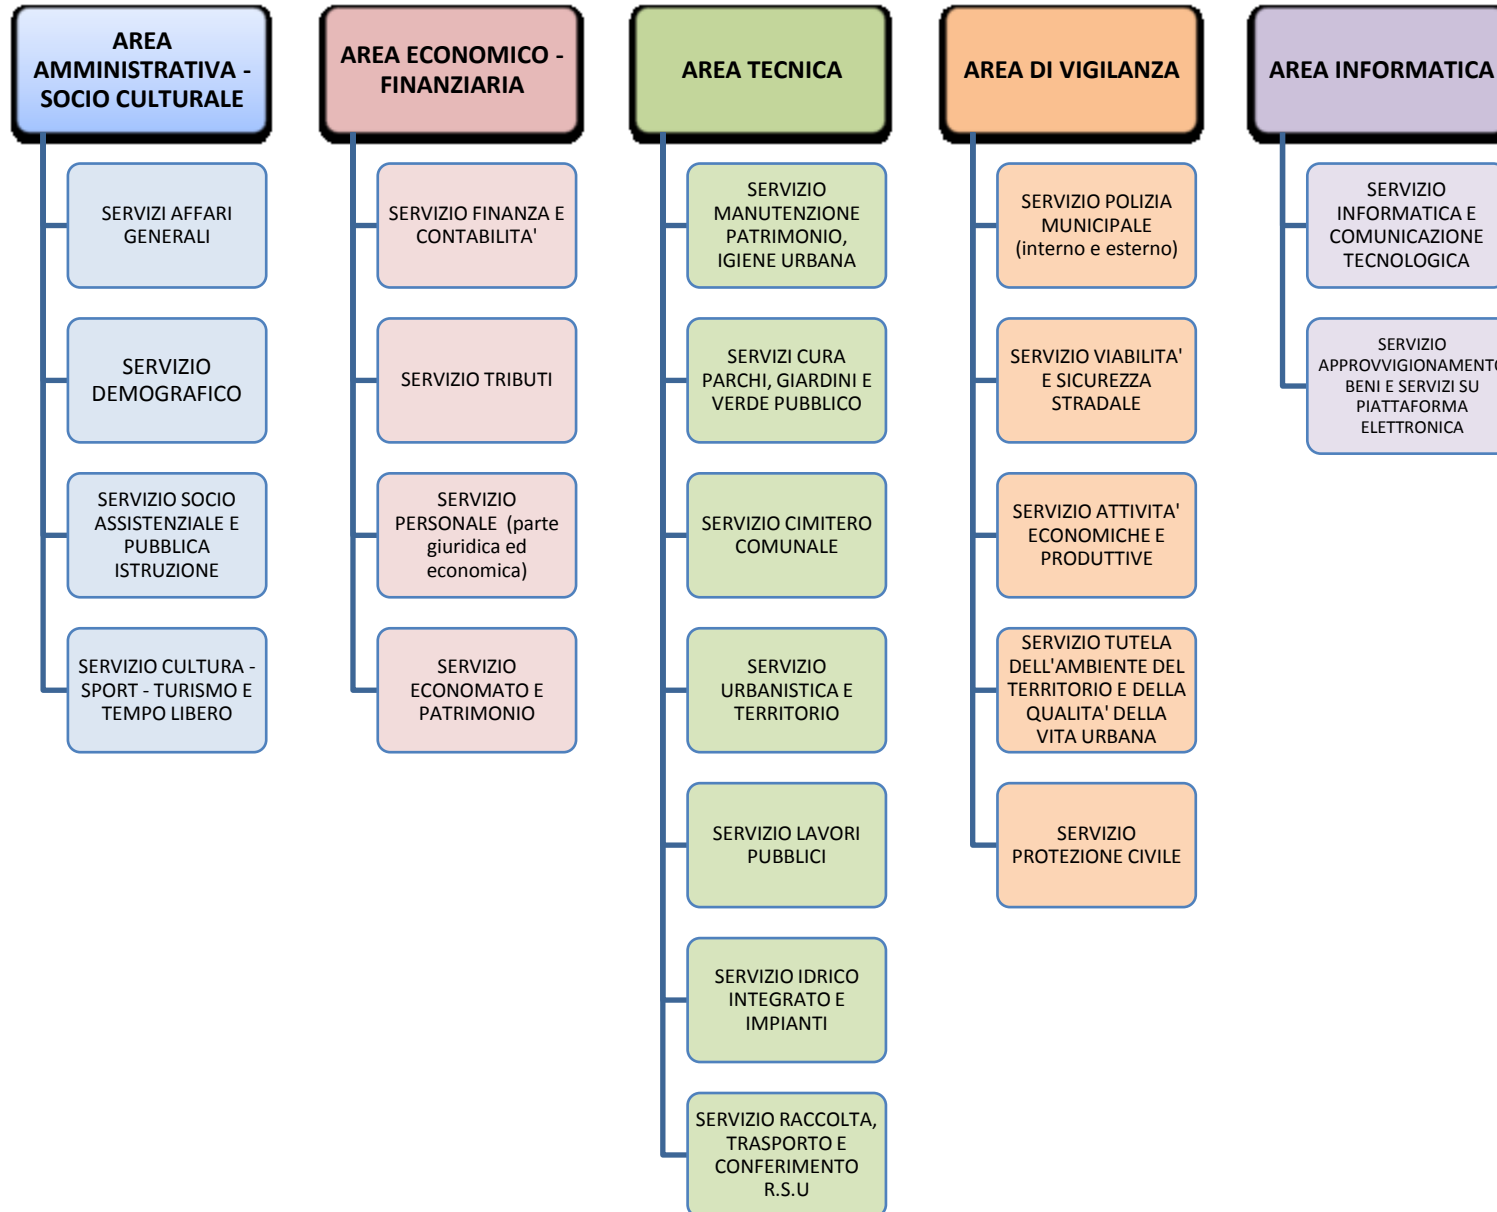 AREA
AMMINISTRATIVA -
SOCIO CULTURALE
SERVIZI AFFARI
GENERALI
SERVIZIO
DEMOGRAFICO
SERVIZIO SOCIO
ASSISTENZIALE E
PUBBLICA
ISTRUZIONE
SERVIZIO CULTURA -
SPORT - TURISMO E
TEMPO LIBERO
AREA ECONOMICO -
FINANZIARIA
SERVIZIO FINANZA E
CONTABILITA'
SERVIZIO TRIBUTI
SERVIZIO
PERSONALE (parte
giuridica ed
economica)
SERVIZIO
ECONOMATO E
PATRIMONIO
AREA TECNICA
SERVIZIO
MANUTENZIONE
PATRIMONIO,
IGIENE URBANA
SERVIZI CURA
PARCHI, GIARDINI E
VERDE PUBBLICO
SERVIZIO CIMITERO
COMUNALE
SERVIZIO
URBANISTICA E
TERRITORIO
SERVIZIO LAVORI
PUBBLICI
SERVIZIO IDRICO
INTEGRATO E
IMPIANTI
SERVIZIO RACCOLTA,
TRASPORTO E
CONFERIMENTO
R.S.U
AREA DI VIGILANZA
SERVIZIO POLIZIA
MUNICIPALE
(interno e esterno)
SERVIZIO VIABILITA'
E SICUREZZA
STRADALE
SERVIZIO ATTIVITA'
ECONOMICHE E
PRODUTTIVE
SERVIZIO TUTELA
DELL'AMBIENTE DEL
TERRITORIO E DELLA
QUALITA' DELLA
VITA URBANA
SERVIZIO
PROTEZIONE CIVILE
AREA INFORMATICA
SERVIZIO
INFORMATICA E
COMUNICAZIONE
TECNOLOGICA
SERVIZIO
APPROVVIGIONAMENTO
BENI E SERVIZI SU
PIATTAFORMA
ELETTRONICA